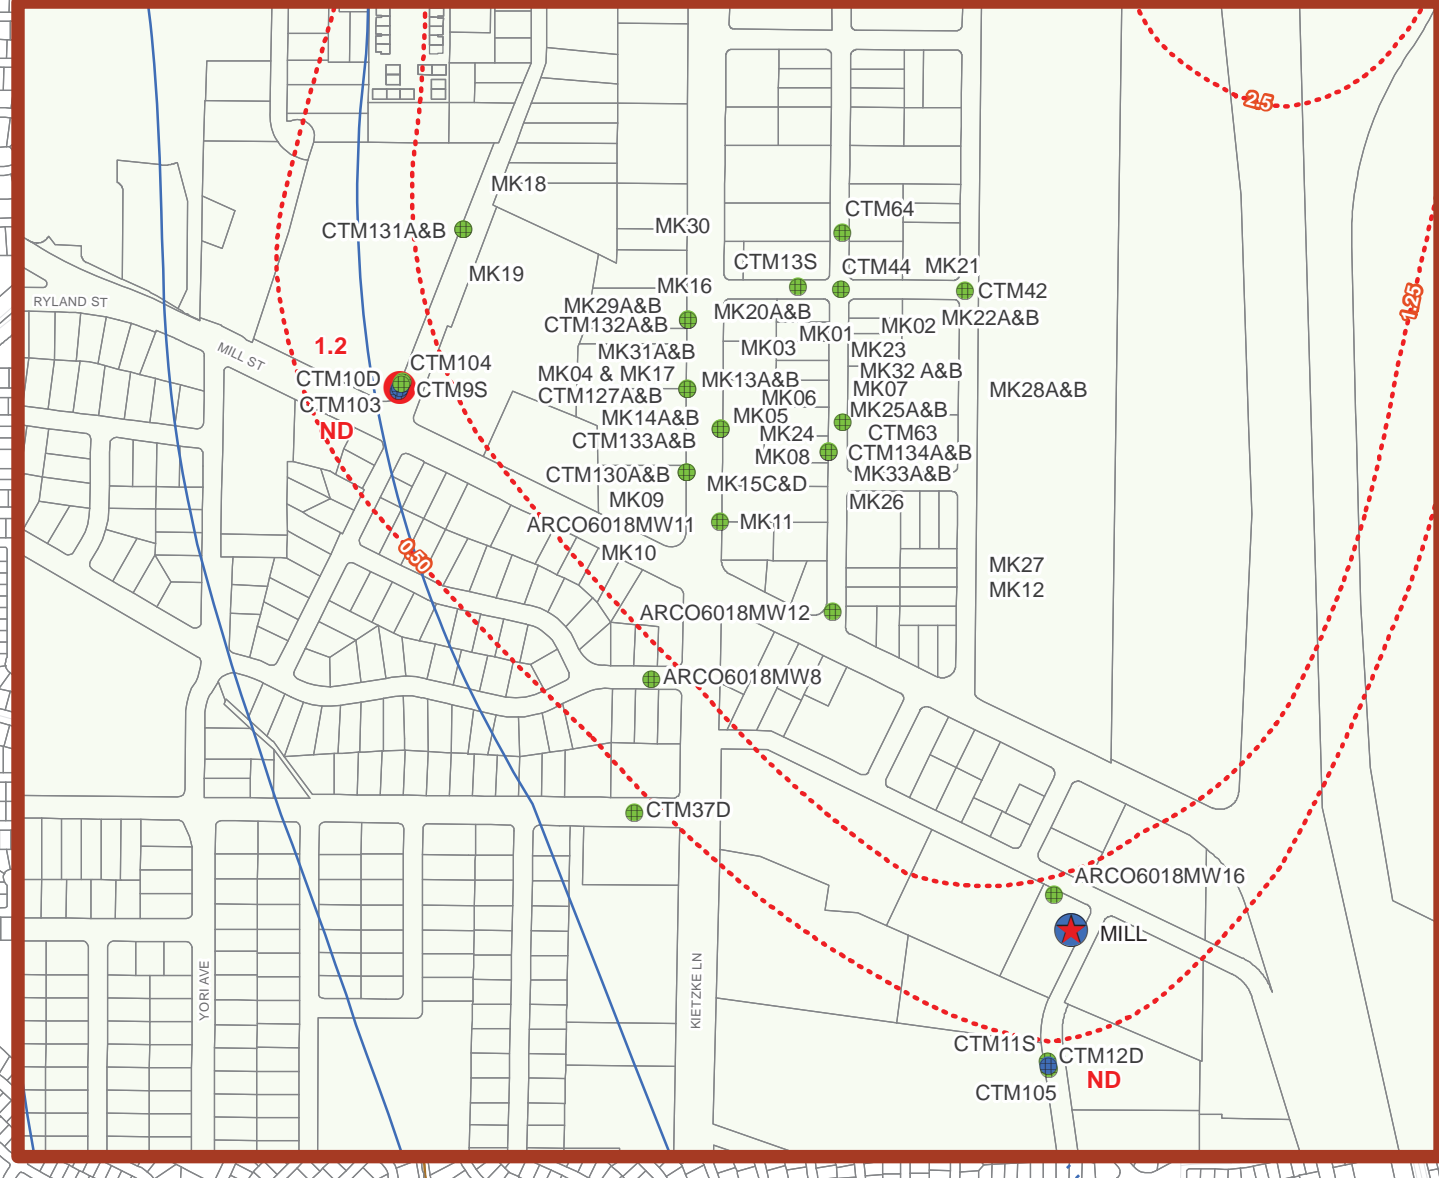 2.5
MK18
CTM64
CTM131A&B
MK30
CTM13S
CTM44
MK21
MK19
MK16
CTM42
RYLAND ST
MK29A&B
MK20A&B
MK22A&B
CTM132A&B
MK02
MK01
1.25
MILL ST
1.2
MK31A&B
MK03
MK23
CTM104
MK32 A&B
CTM10D
MK04 & MK17
MK13A&B
CTM9S
MK07
MK28A&B
CTM127A&B
MK06
CTM103
MK25A&B
MK14A&B
MK05
ND
MK24
CTM63
CTM133A&B
MK08
CTM134A&B
CTM130A&B
MK33A&B
MK15C&D
MK09
MK26
ARCO6018MW11
MK11
0.50
MK10
MK27
MK12
ARCO6018MW12
ARCO6018MW8
CTM37D
ARCO6018MW16
MILL
YORI AVE
KIETZKE LN
CTM11S
CTM12D
ND
CTM105